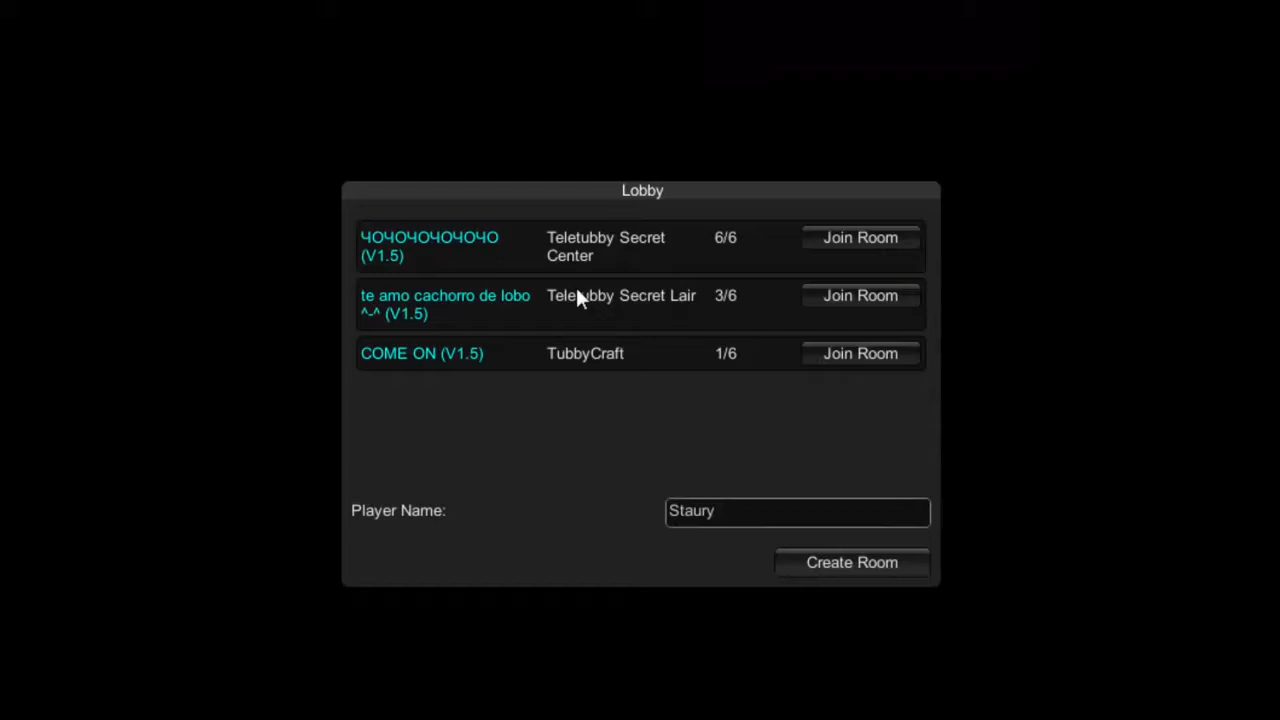 Lobby
ЧОЧОЧОЧОЧОЧО Teletubby Secret 6/6 Join Room
(V1.5) Center
te amo cachorro de lobo Teletubby Secret Lair 3/6 Join Room
^-^ (V1.5)
COME ON (V1.5) TubbyCraft 1/6 Join Room
Player Name: Staury
Create Room